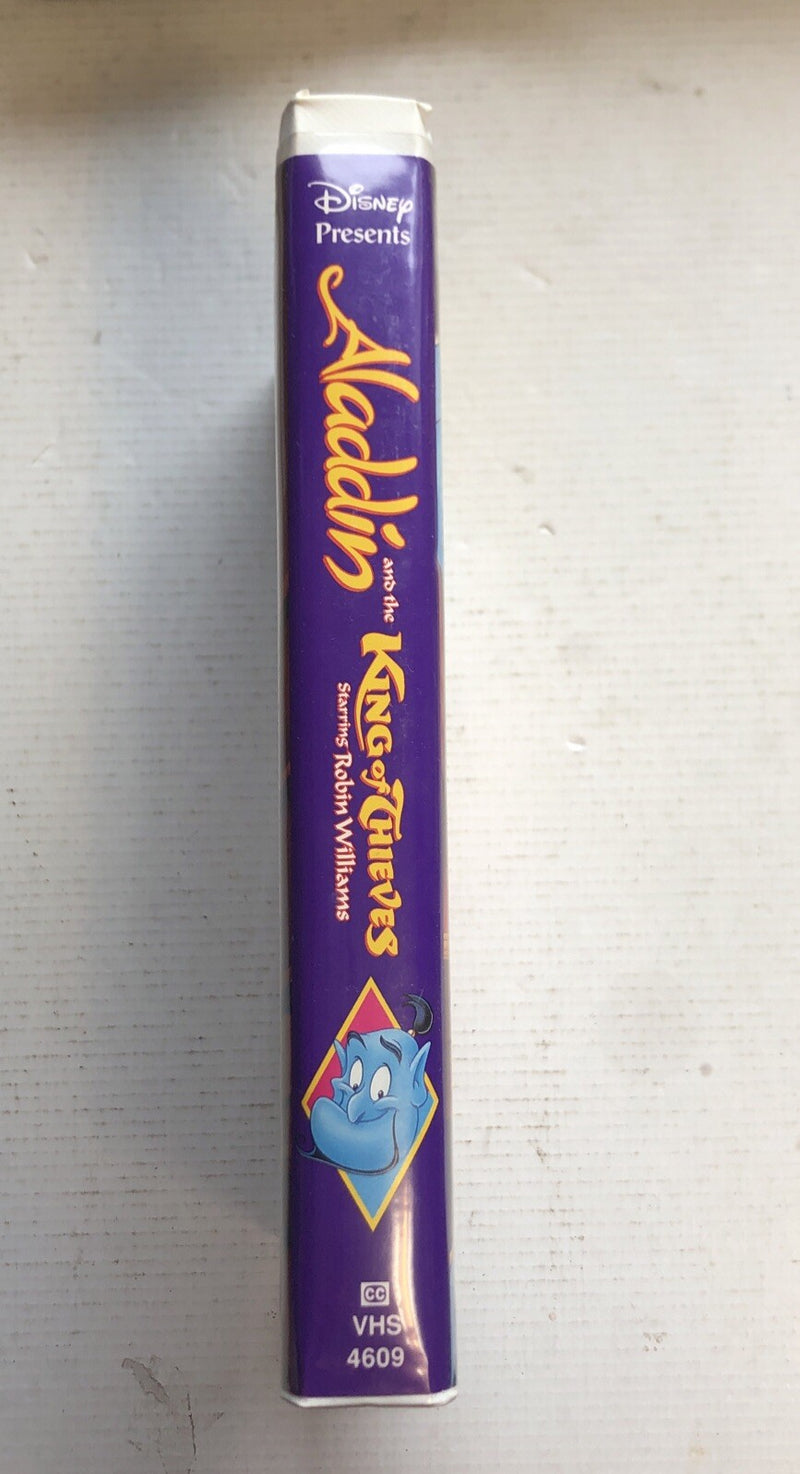 Disney
Presents
Aladdin
and the
King of Thieves
Starring Robin Williams
CC
VHS
4609